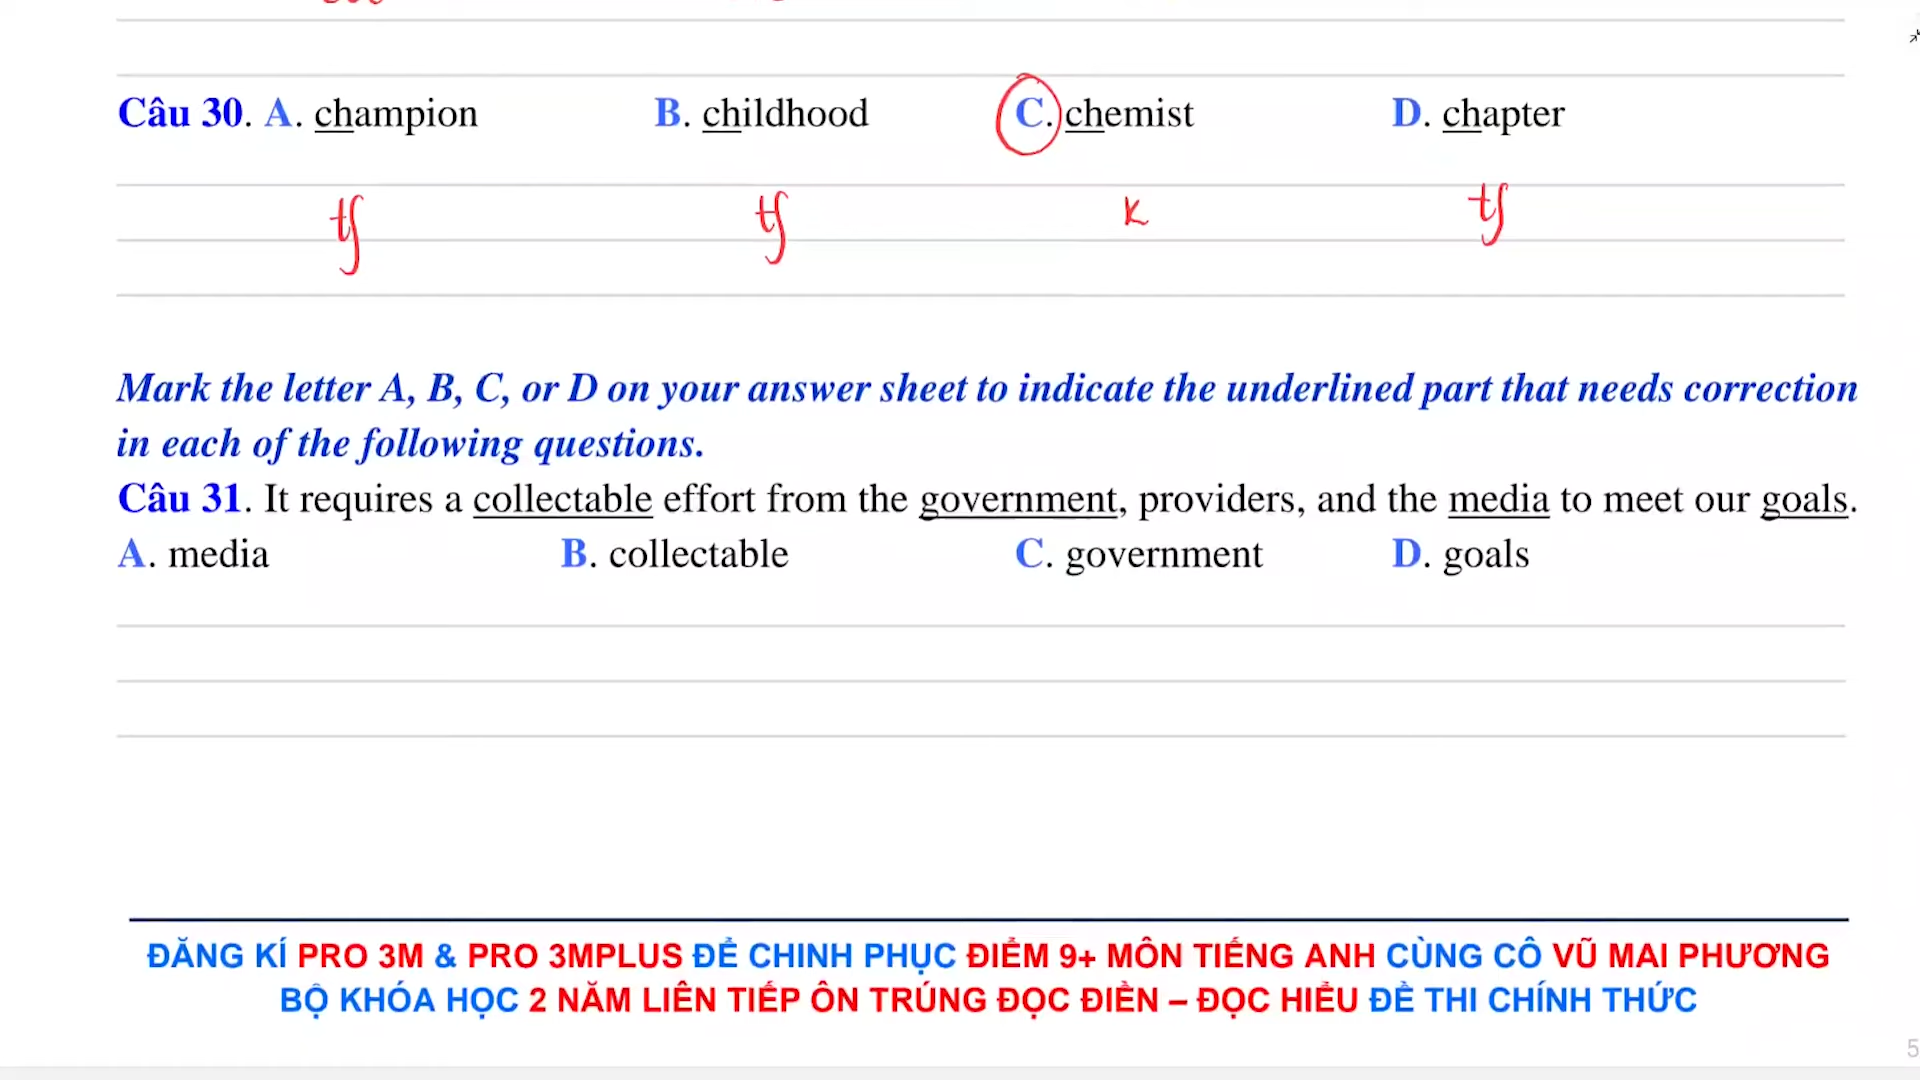 Câu 30. A. champion B. childhood C. chemist D. chapter
tʃ tʃ k tʃ
Mark the letter A, B, C, or D on your answer sheet to indicate the underlined part that needs correction
in each of the following questions.
Câu 31. It requires a collectable effort from the government, providers, and the media to meet our goals.
A. media B. collectable C. government D. goals
ĐĂNG KÍ PRO 3M & PRO 3MPLUS ĐỂ CHINH PHỤC ĐIỂM 9+ MÔN TIẾNG ANH CÙNG CÔ VŨ MAI PHƯƠNG
BỘ KHÓA HỌC 2 NĂM LIÊN TIẾP ÔN TRÚNG ĐỌC ĐIỀN – ĐỌC HIỂU ĐỀ THI CHÍNH THỨC
5